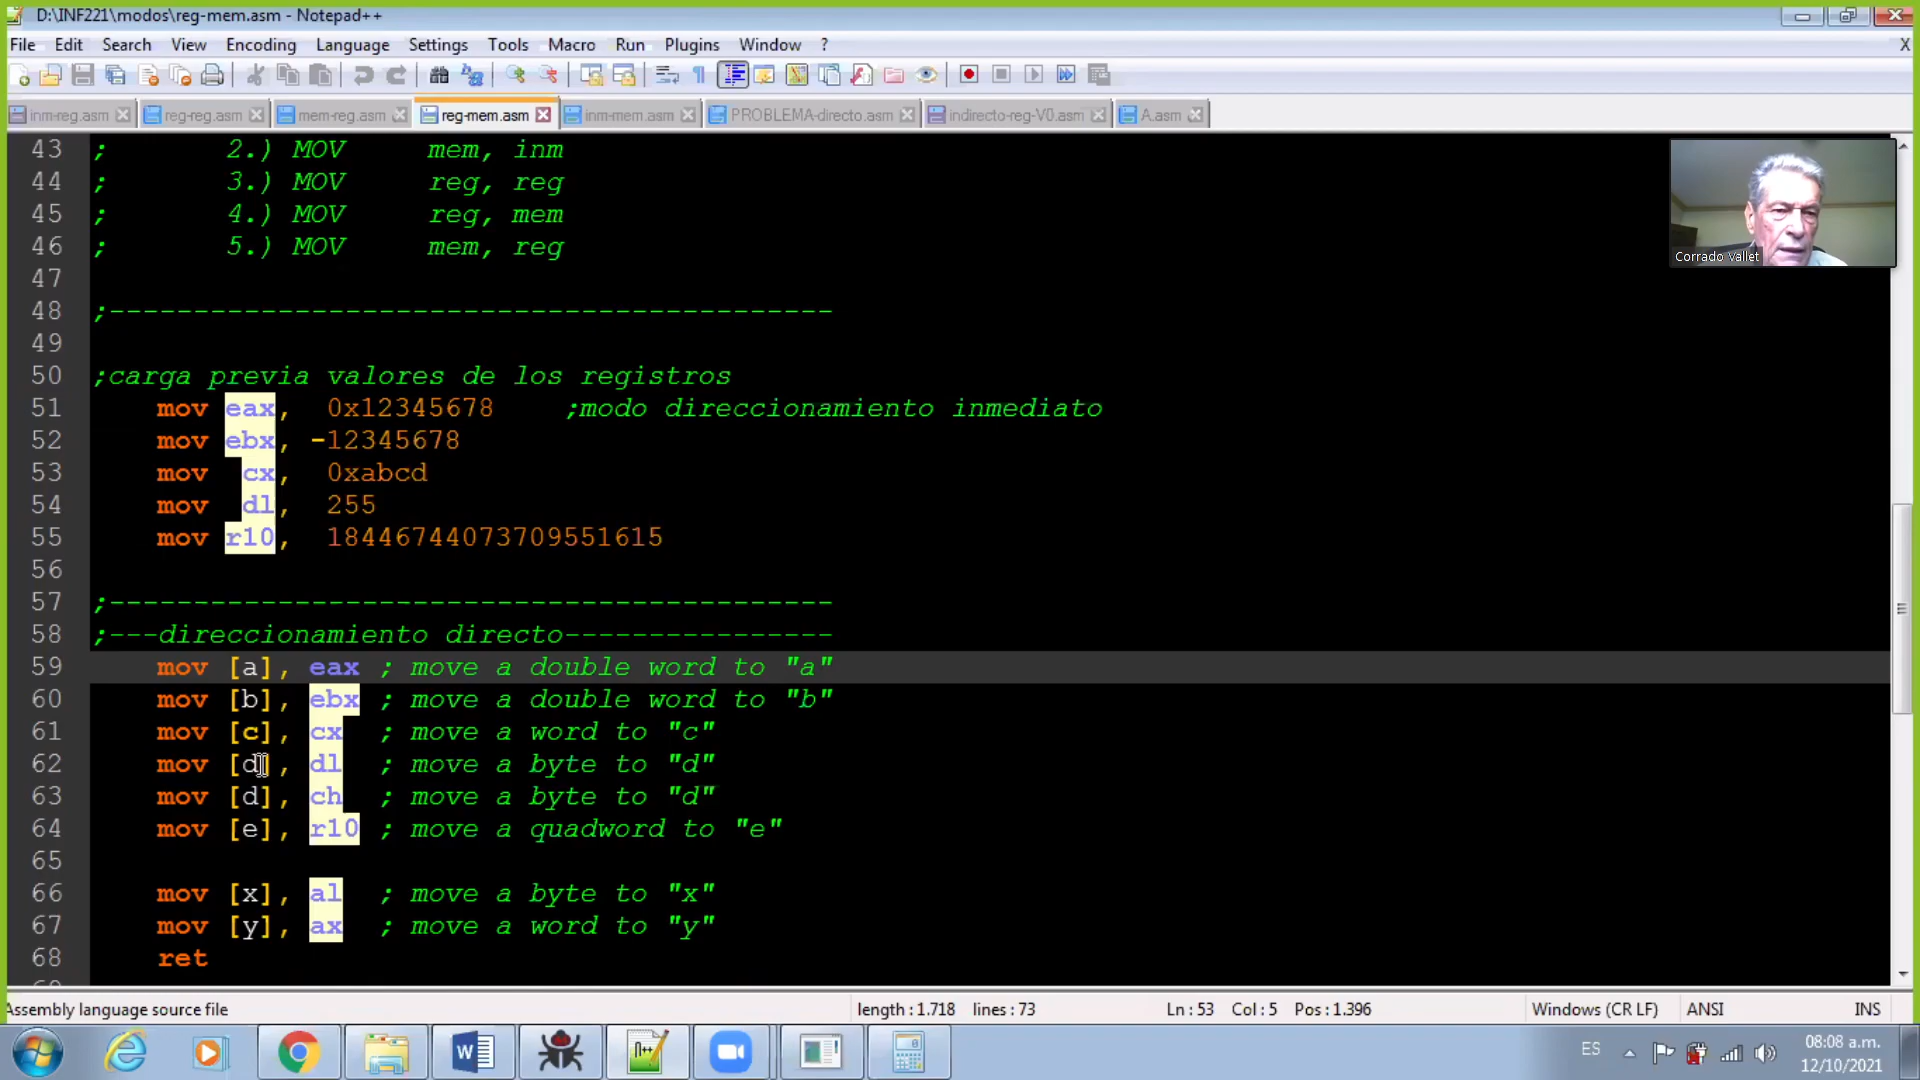 D:\INF221\modos\reg-mem.asm - Notepad++
File Edit Search View Encoding Language Settings Tools Macro Run Plugins Window ? X
inm-reg.asm reg-reg.asm mem-reg.asm reg-mem.asm inm-mem.asm PROBLEMA-directo.asm indirecto-reg-V0.asm A.asm
43 ; 2.) MOV mem, inm
44 ; 3.) MOV reg, reg
45 ; 4.) MOV reg, mem
46 ; 5.) MOV mem, reg
47
48 ;-------------------------------------------
49
50 ;carga previa valores de los registros
51 mov eax, 0x12345678 ;modo direccionamiento inmediato
52 mov ebx, -12345678
53 mov cx, 0xabcd
54 mov dl, 255
55 mov r10, 18446744073709551615
56
57 ;-------------------------------------------
58 ;---direccionamiento directo----------------
59 mov [a], eax ; move a double word to "a"
60 mov [b], ebx ; move a double word to "b"
61 mov [c], cx ; move a word to "c"
62 mov [d], dl ; move a byte to "d"
63 mov [d], ch ; move a byte to "d"
64 mov [e], r10 ; move a quadword to "e"
65
66 mov [x], al ; move a byte to "x"
67 mov [y], ax ; move a word to "y"
68 ret
Corrado Vallet
Assembly language source file length : 1.718 lines : 73 Ln : 53 Col : 5 Pos : 1.396 Windows (CR LF) ANSI INS
ES
08:08 a.m.
12/10/2021